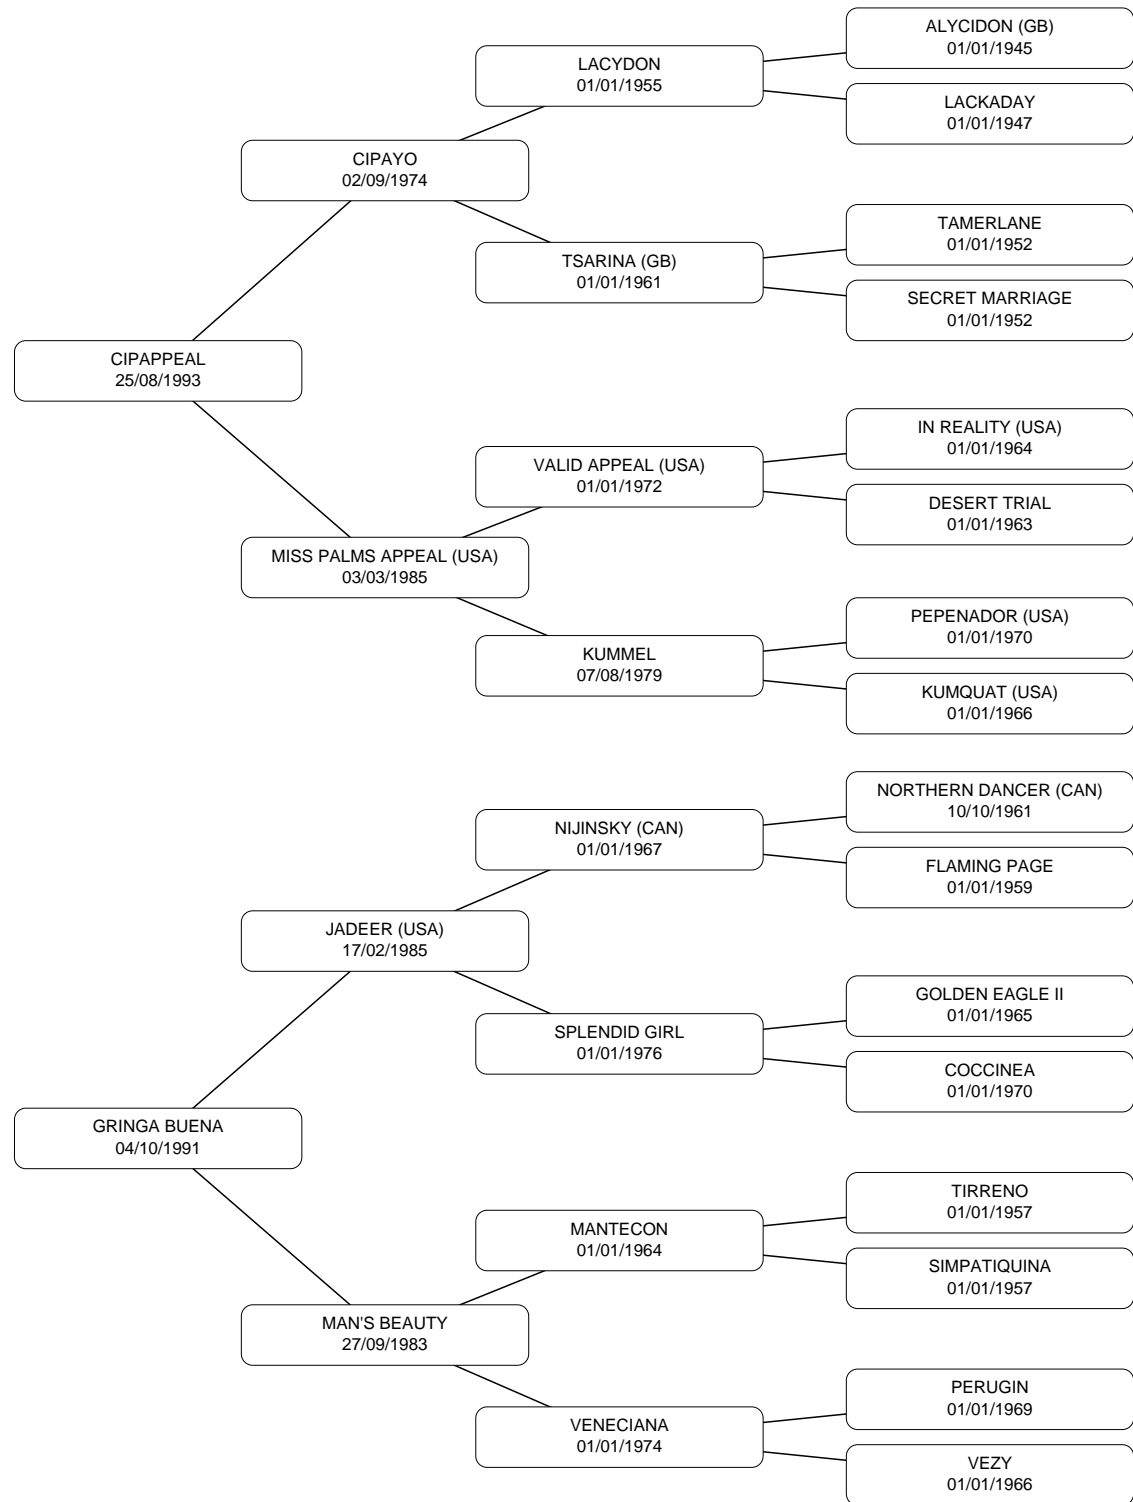 ALYCIDON (GB)
01/01/1945
LACYDON
01/01/1955
LACKADAY
01/01/1947
CIPAYO
02/09/1974
TAMERLANE
01/01/1952
TSARINA (GB)
01/01/1961
SECRET MARRIAGE
01/01/1952
CIPAPPEAL
25/08/1993
IN REALITY (USA)
01/01/1964
VALID APPEAL (USA)
01/01/1972
DESERT TRIAL
01/01/1963
MISS PALMS APPEAL (USA)
03/03/1985
PEPENADOR (USA)
01/01/1970
KUMMEL
07/08/1979
KUMQUAT (USA)
01/01/1966
NORTHERN DANCER (CAN)
10/10/1961
NIJINSKY (CAN)
01/01/1967
FLAMING PAGE
01/01/1959
JADEER (USA)
17/02/1985
GOLDEN EAGLE II
01/01/1965
SPLENDID GIRL
01/01/1976
COCCINEA
01/01/1970
GRINGA BUENA
04/10/1991
TIRRENO
01/01/1957
MANTECON
01/01/1964
SIMPATIQUINA
01/01/1957
MAN'S BEAUTY
27/09/1983
PERUGIN
01/01/1969
VENECIANA
01/01/1974
VEZY
01/01/1966